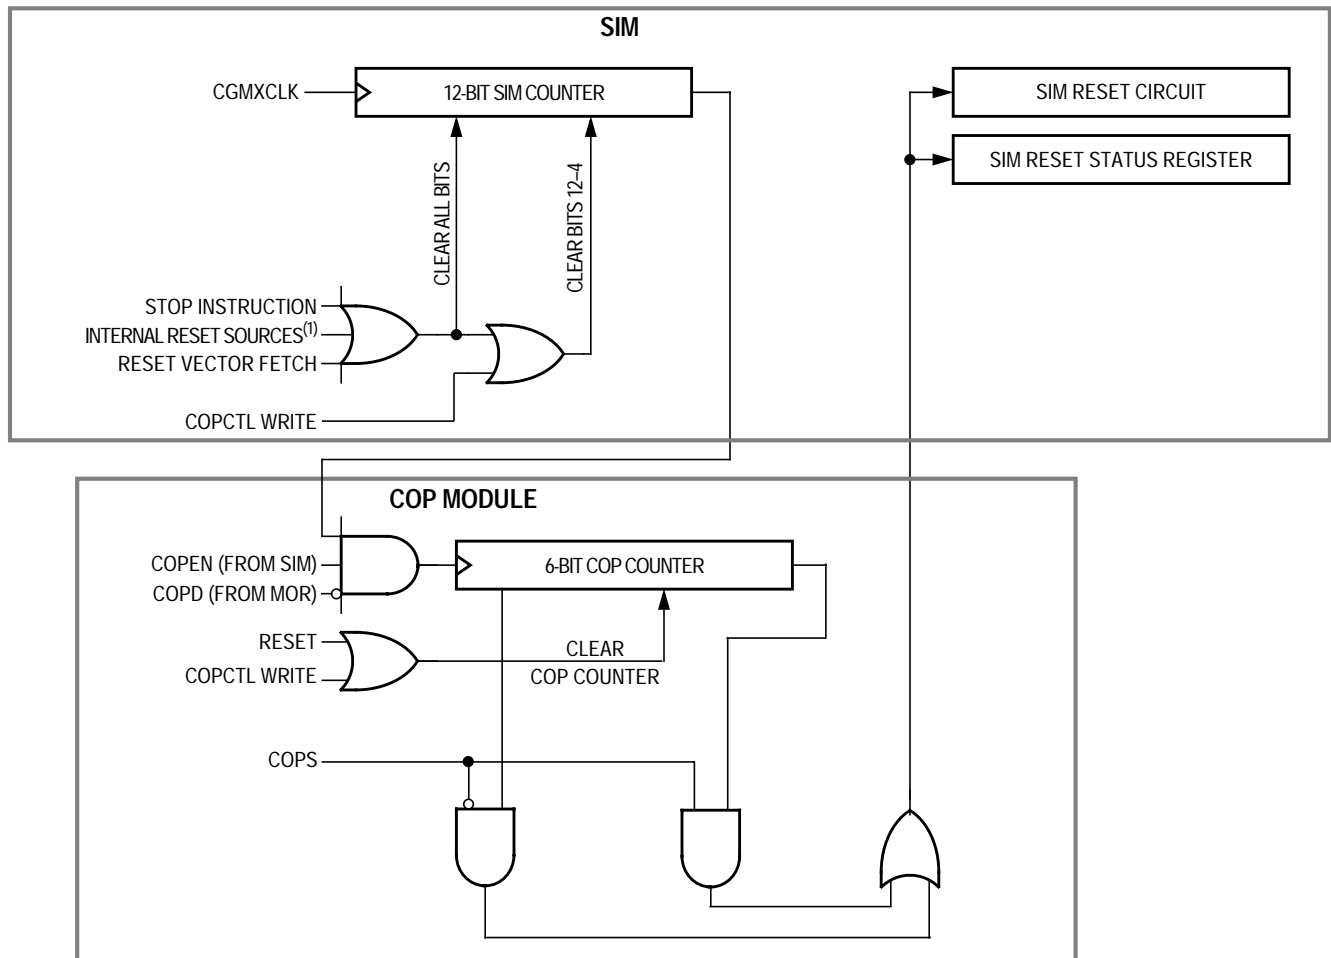 SIM
CGMXCLK
12-BIT SIM COUNTER
SIM RESET CIRCUIT
SIM RESET STATUS REGISTER
CLEAR ALL BITS
CLEAR BITS 12–4
STOP INSTRUCTION
INTERNAL RESET SOURCES(1)
RESET VECTOR FETCH
COPCTL WRITE
COP MODULE
COPEN (FROM SIM)
6-BIT COP COUNTER
COPD (FROM MOR)
RESET
CLEAR
COPCTL WRITE
COP COUNTER
COPS